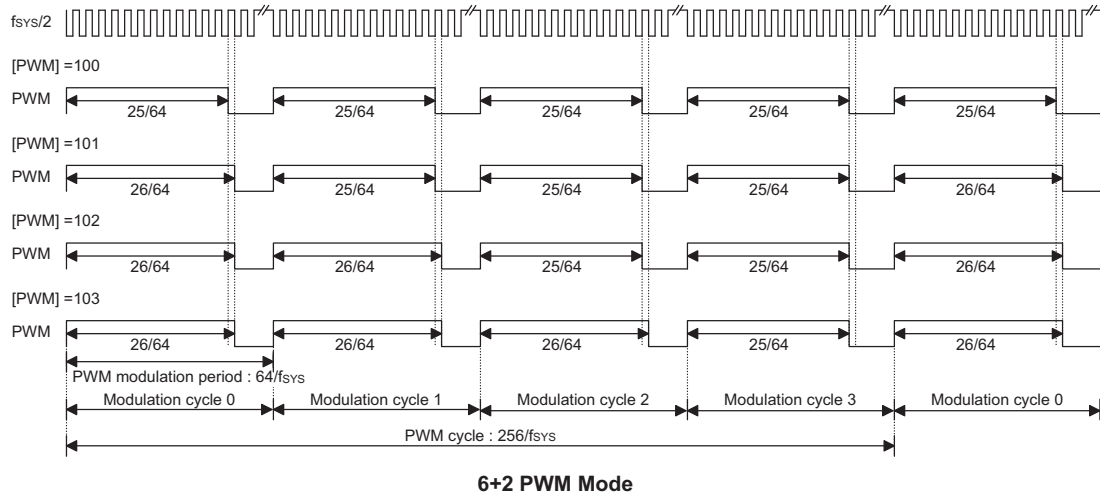 fSYS/2
[PWM] =100
PWM
25/64 25/64 25/64 25/64 25/64
[PWM] =101
PWM
26/64 25/64 25/64 25/64 26/64
[PWM] =102
PWM
26/64 26/64 25/64 25/64 26/64
[PWM] =103
PWM
26/64 26/64 26/64 25/64 26/64
PWM modulation period : 64/fSYS
Modulation cycle 0 Modulation cycle 1 Modulation cycle 2 Modulation cycle 3 Modulation cycle 0
PWM cycle : 256/fSYS
6+2 PWM Mode